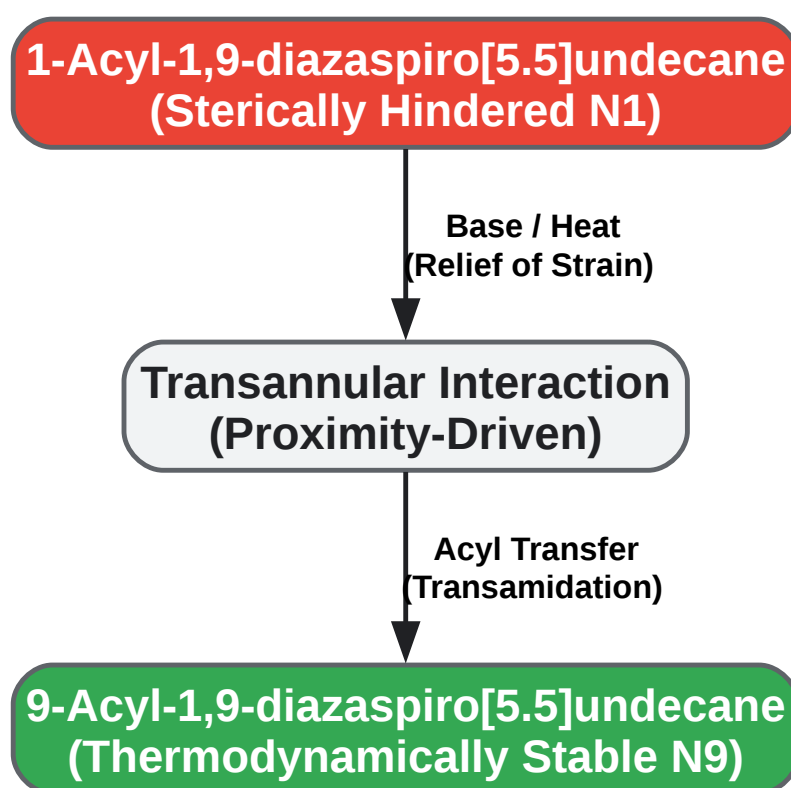 1-Acyl-1,9-diazaspiro[5.5]undecane
(Sterically Hindered N1)
Base / Heat
(Relief of Strain)
Transannular Interaction
(Proximity-Driven)
Acyl Transfer
(Transamidation)
9-Acyl-1,9-diazaspiro[5.5]undecane
(Thermodynamically Stable N9)